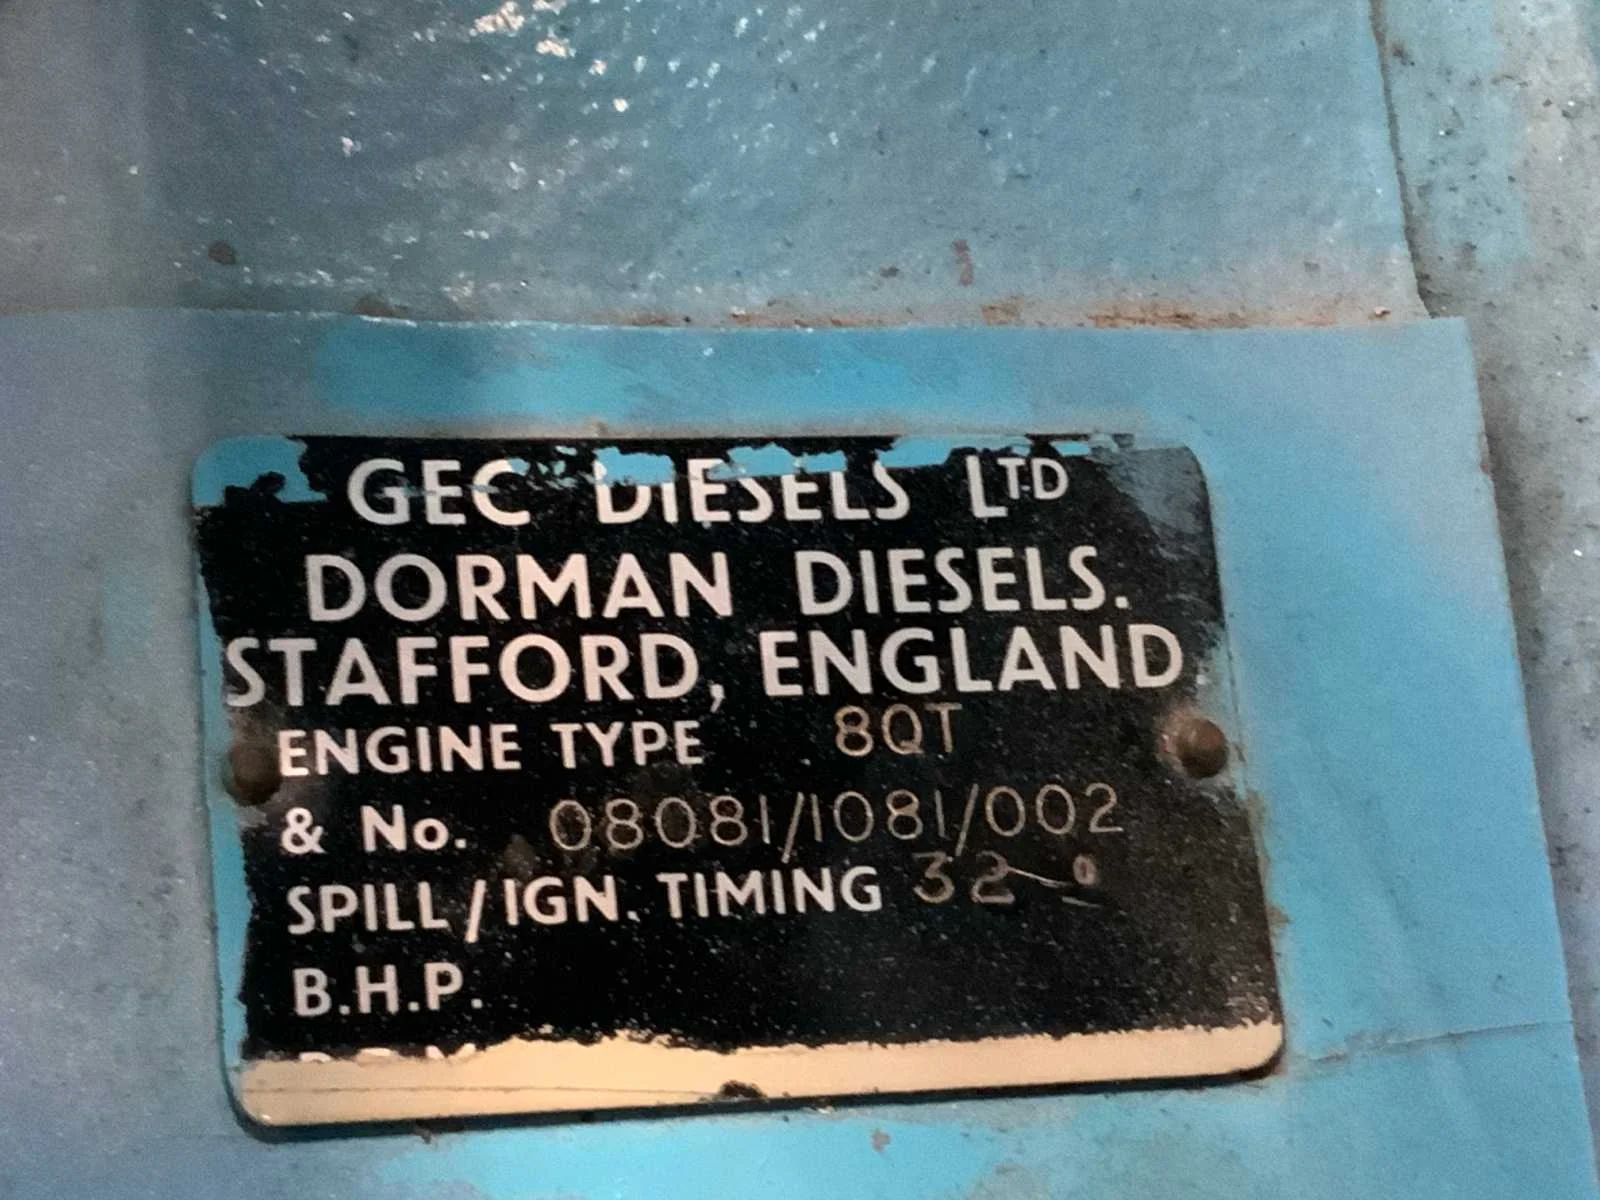 GEC DIESELS LTD
DORMAN DIESELS.
STAFFORD, ENGLAND
ENGINE TYPE 8QT
& No. 08081/1081/002
SPILL/IGN. TIMING 32 °
B.H.P.